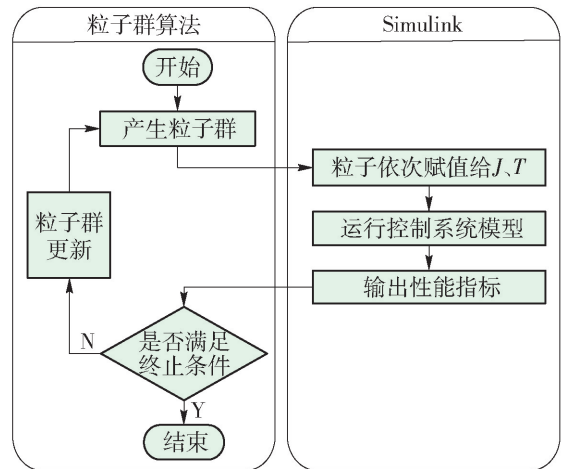 粒子群算法
Simulink
开始
产生粒子群
粒子依次赋值给J、T
粒子群
更新
运行控制系统模型
输出性能指标
是否满足
终止条件
N
Y
结束